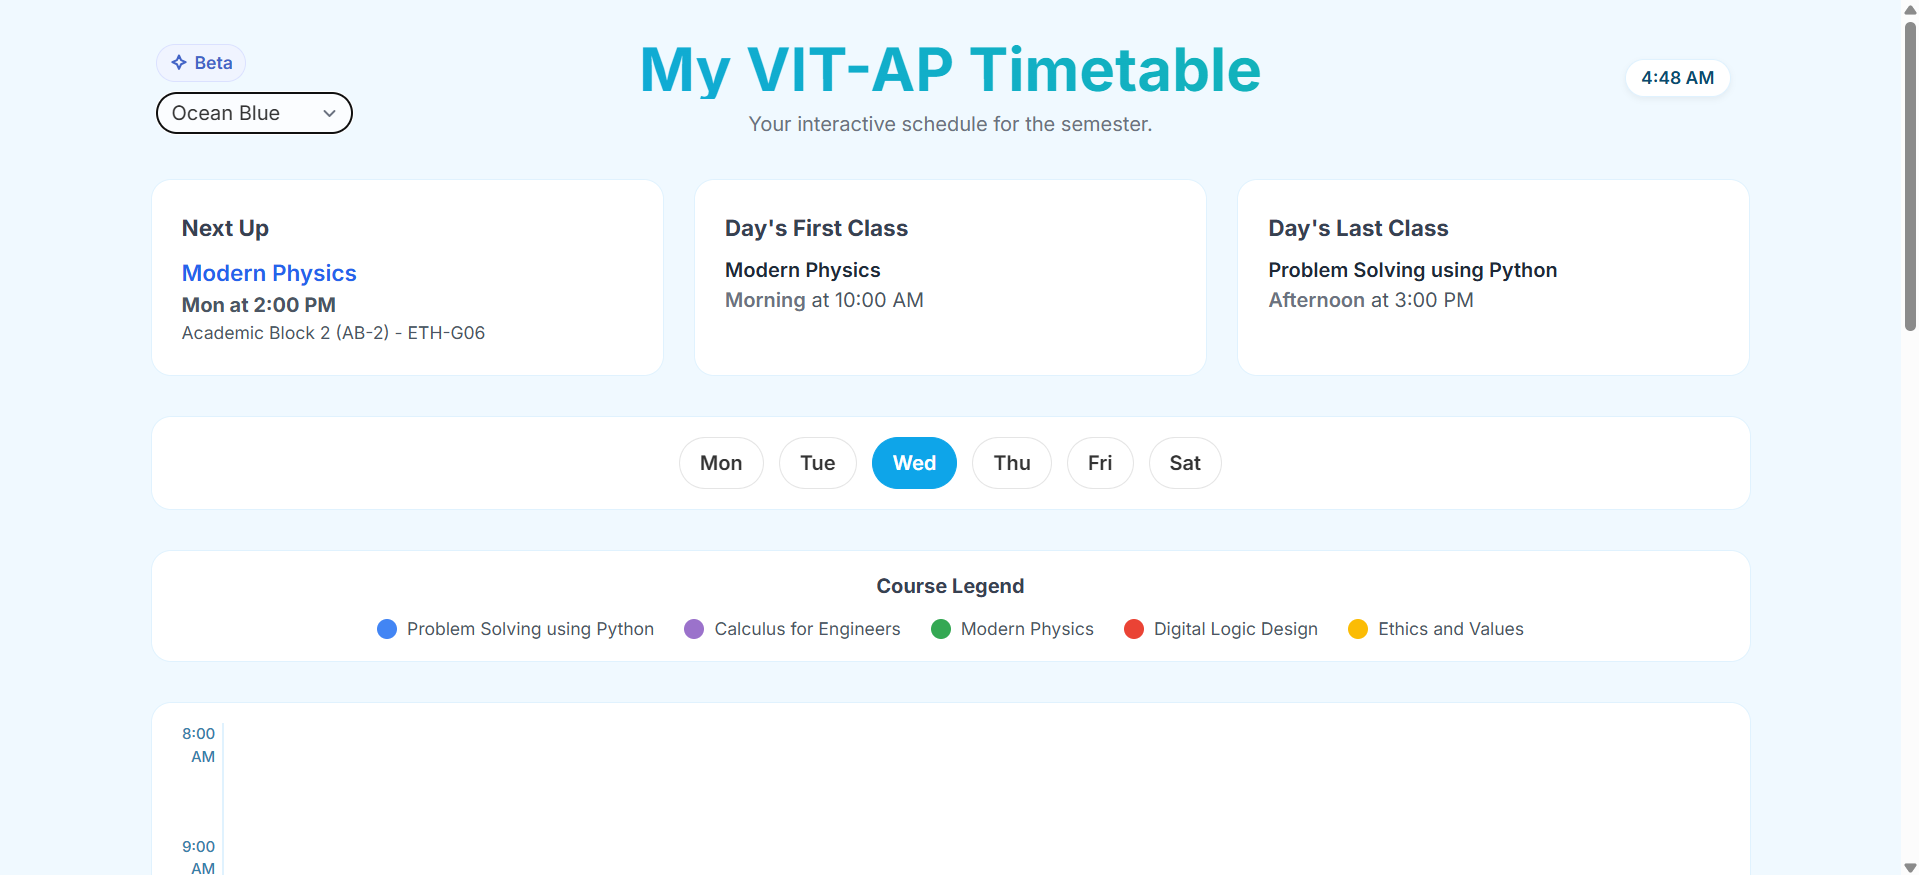 Beta
Ocean Blue
My VIT-AP Timetable
Your interactive schedule for the semester.
4:48 AM
Next Up
Modern Physics
Mon at 2:00 PM
Academic Block 2 (AB-2) - ETH-G06
Day's First Class
Modern Physics
Morning at 10:00 AM
Day's Last Class
Problem Solving using Python
Afternoon at 3:00 PM
Mon Tue Wed Thu Fri Sat
Course Legend
Problem Solving using Python Calculus for Engineers Modern Physics Digital Logic Design Ethics and Values
8:00
AM
9:00
AM